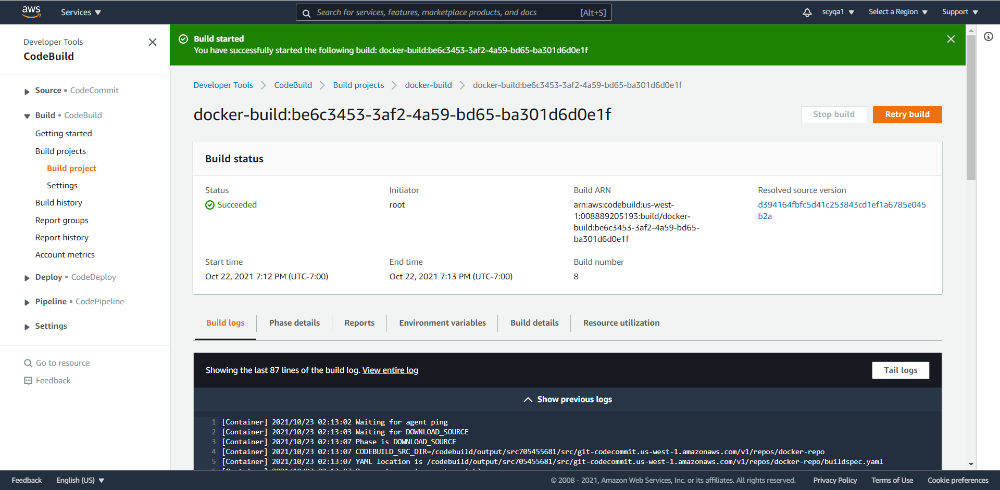 aws
Services
Search for services, features, marketplace products, and docs
[Alt+S]
scyqa1
Select a Region
Support
Developer Tools
CodeBuild
Source • CodeCommit
Build • CodeBuild
Getting started
Build projects
Build project
Settings
Build history
Report groups
Report history
Account metrics
Deploy • CodeDeploy
Pipeline • CodePipeline
Settings
Go to resource
Feedback
Build started
You have successfully started the following build: docker-build:be6c3453-3af2-4a59-bd65-ba301d6d0e1f
Developer Tools > CodeBuild > Build projects > docker-build > docker-build:be6c3453-3af2-4a59-bd65-ba301d6d0e1f
docker-build:be6c3453-3af2-4a59-bd65-ba301d6d0e1f
Stop build
Retry build
Build status
Status
Succeeded
Initiator
root
Build ARN
arn:aws:codebuild:us-west-
1:008889205193:build/docker-
build:be6c3453-3af2-4a59-bd65-
ba301d6d0e1f
Resolved source version
d394164fbfc5d41c253843cd1ef1a6785e045
b2a
Start time
Oct 22, 2021 7:12 PM (UTC-7:00)
End time
Oct 22, 2021 7:13 PM (UTC-7:00)
Build number
8
Build logs
Phase details
Reports
Environment variables
Build details
Resource utilization
Showing the last 87 lines of the build log. View entire log
Tail logs
Show previous logs
1 [Container] 2021/10/23 02:13:02 Waiting for agent ping
2 [Container] 2021/10/23 02:13:03 Waiting for DOWNLOAD_SOURCE
3 [Container] 2021/10/23 02:13:07 Phase is DOWNLOAD_SOURCE
4 [Container] 2021/10/23 02:13:07 CODEBUILD_SRC_DIR=/codebuild/output/src705455681/src/git-codecommit.us-west-1.amazonaws.com/v1/repos/docker-repo
5 [Container] 2021/10/23 02:13:07 YAML location is /codebuild/output/src705455681/src/git-codecommit.us-west-1.amazonaws.com/v1/repos/docker-repo/buildspec.yaml
Feedback
English (US)
© 2008 - 2021, Amazon Web Services, Inc. or its affiliates. All rights reserved.
Privacy Policy
Terms of Use
Cookie preferences